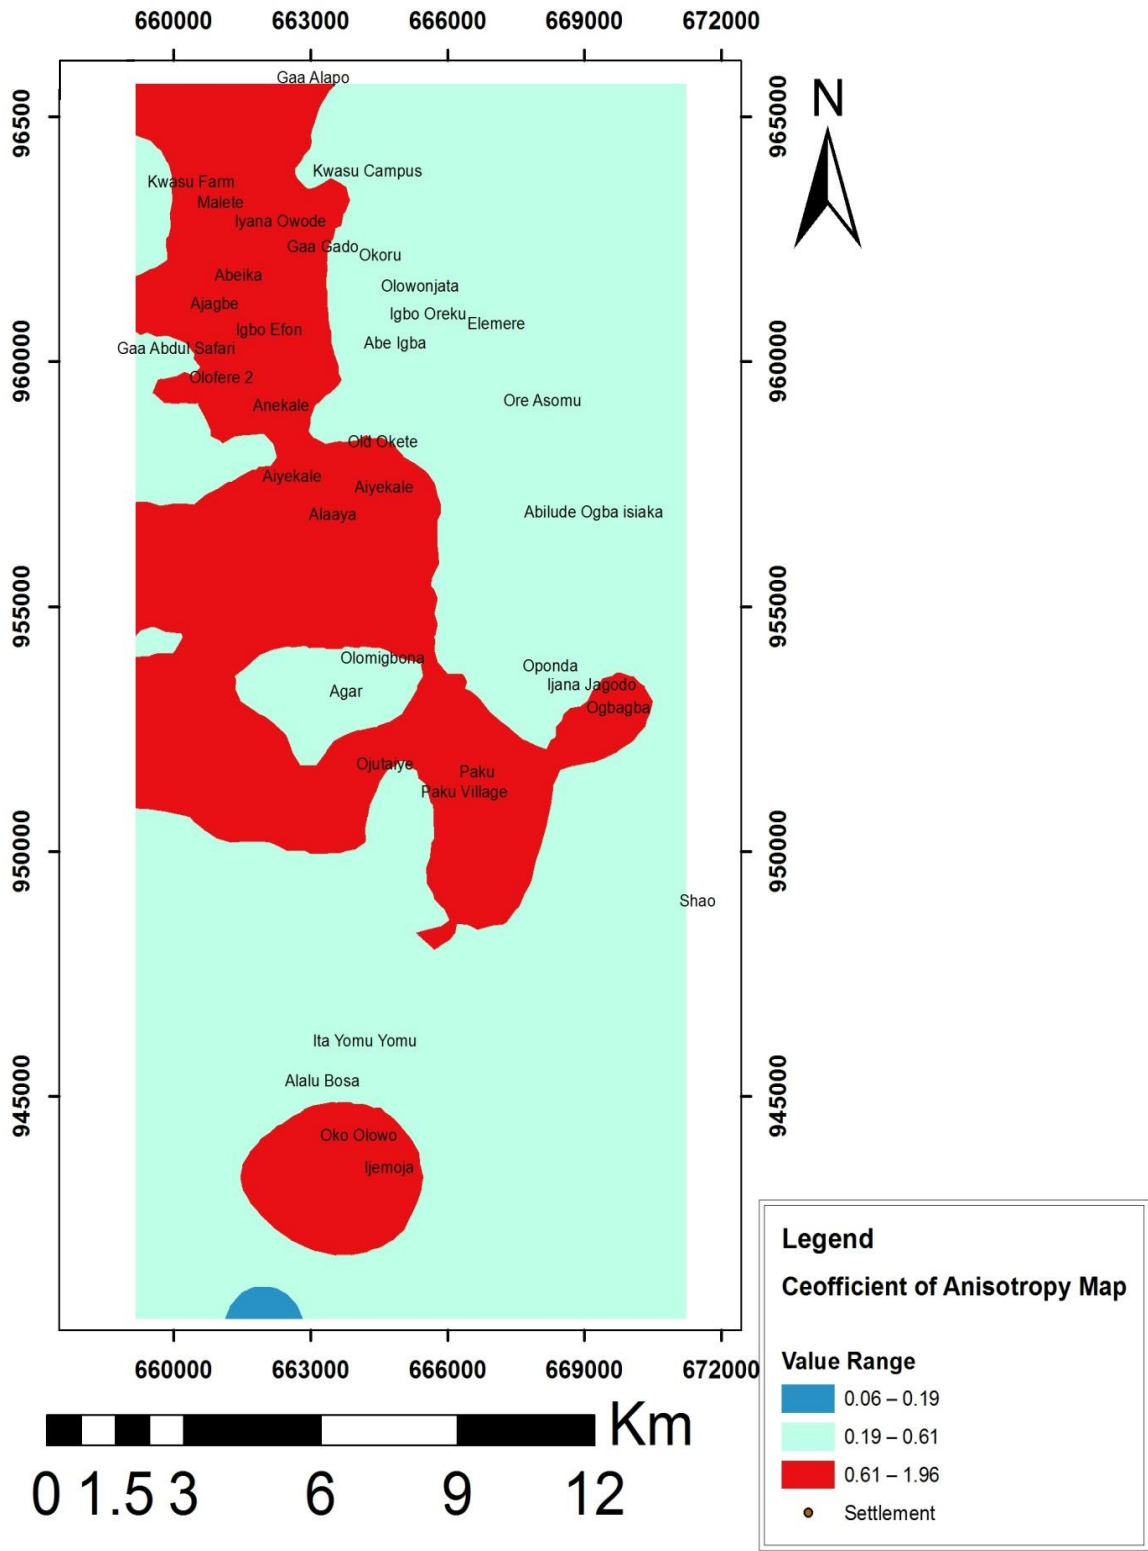 660000 663000 666000 669000 672000
Gaa Alapo
96500
965000
N
Kwasu Campus
Kwasu Farm
Malete
Iyana Owode
Gaa Gado
Okoru
Abeika
Olowonjata
Ajagbe
Igbo Oreku
Elemere
Igbo Efon
Abe Igba
Gaa Abdul Safari
960000
960000
Olofere 2
Ore Asomu
Anekale
Old Okete
Aiyekale
Aiyekale
Alaaya
Abilude Ogba isiaka
955000
955000
Olomigbona
Oponda
Agar
Ijana Jagodo
Ogbagba
Ojutaiye
Paku
Paku Village
950000
950000
Shao
Ita Yomu Yomu
Alalu Bosa
945000
945000
Oko Olowo
Ijemoja
660000 663000 666000 669000 672000
Km
0 1.5 3 6 9 12
Legend
Ceofficient of Anisotropy Map
Value Range
0.06 – 0.19
0.19 – 0.61
0.61 – 1.96
Settlement